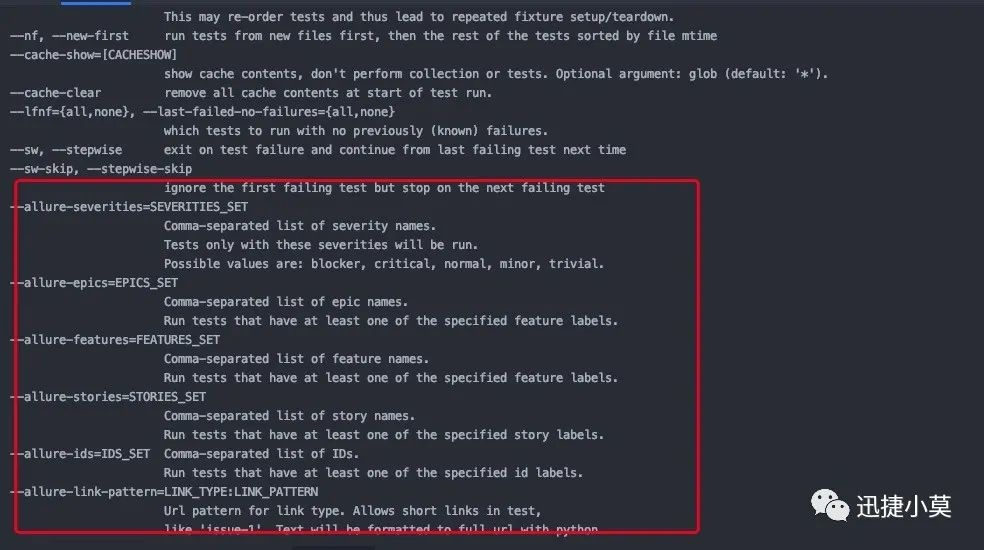 This may re-order tests and thus lead to repeated fixture setup/teardown.
--nf, --new-first     run tests from new files first, then the rest of the tests sorted by file mtime
--cache-show=[CACHESHOW]
show cache contents, don't perform collection or tests. Optional argument: glob (default: '*').
--cache-clear         remove all cache contents at start of test run.
--lfnf={all,none}, --last-failed-no-failures={all,none}
which tests to run with no previously (known) failures.
--sw, --stepwise      exit on test failure and continue from last failing test next time
--sw-skip, --stepwise-skip
ignore the first failing test but stop on the next failing test
--allure-severities=SEVERITIES_SET
Comma-separated list of severity names.
Tests only with these severities will be run.
Possible values are: blocker, critical, normal, minor, trivial.
--allure-epics=EPICS_SET
Comma-separated list of epic names.
Run tests that have at least one of the specified feature labels.
--allure-features=FEATURES_SET
Comma-separated list of feature names.
Run tests that have at least one of the specified feature labels.
--allure-stories=STORIES_SET
Comma-separated list of story names.
Run tests that have at least one of the specified story labels.
--allure-ids=IDS_SET  Comma-separated list of IDs.
Run tests that have at least one of the specified id labels.
--allure-link-pattern=LINK_TYPE:LINK_PATTERN
Url pattern for link type. Allows short links in test,
like 'issue-1'. Text will be formatted to full url with python
迅捷小莫